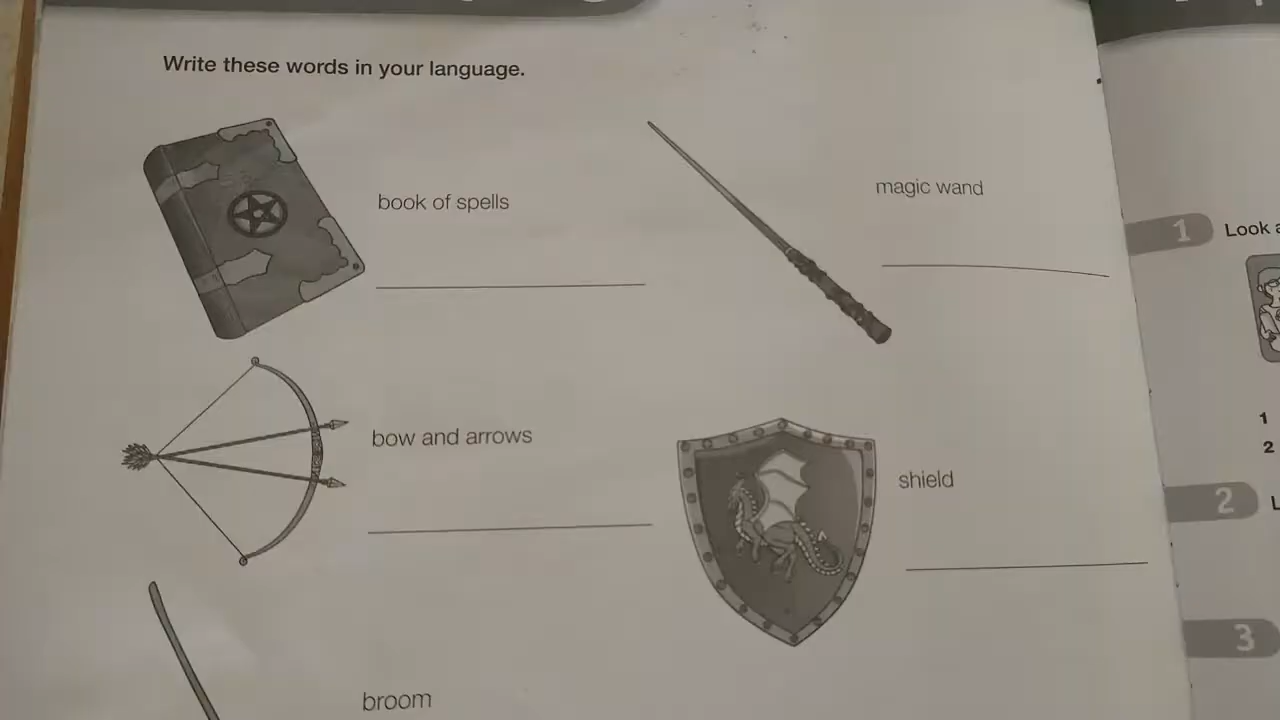 Write these words in your language.
book of spells
magic wand
bow and arrows
shield
broom
1
Look
1
2
2
3